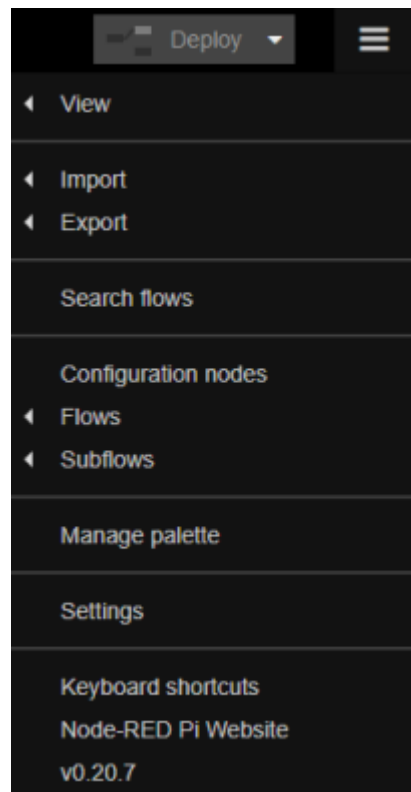 Deploy
View
Import
Export
Search flows
Configuration nodes
Flows
Subflows
Manage palette
Settings
Keyboard shortcuts
Node-RED Pi Website
v0.20.7